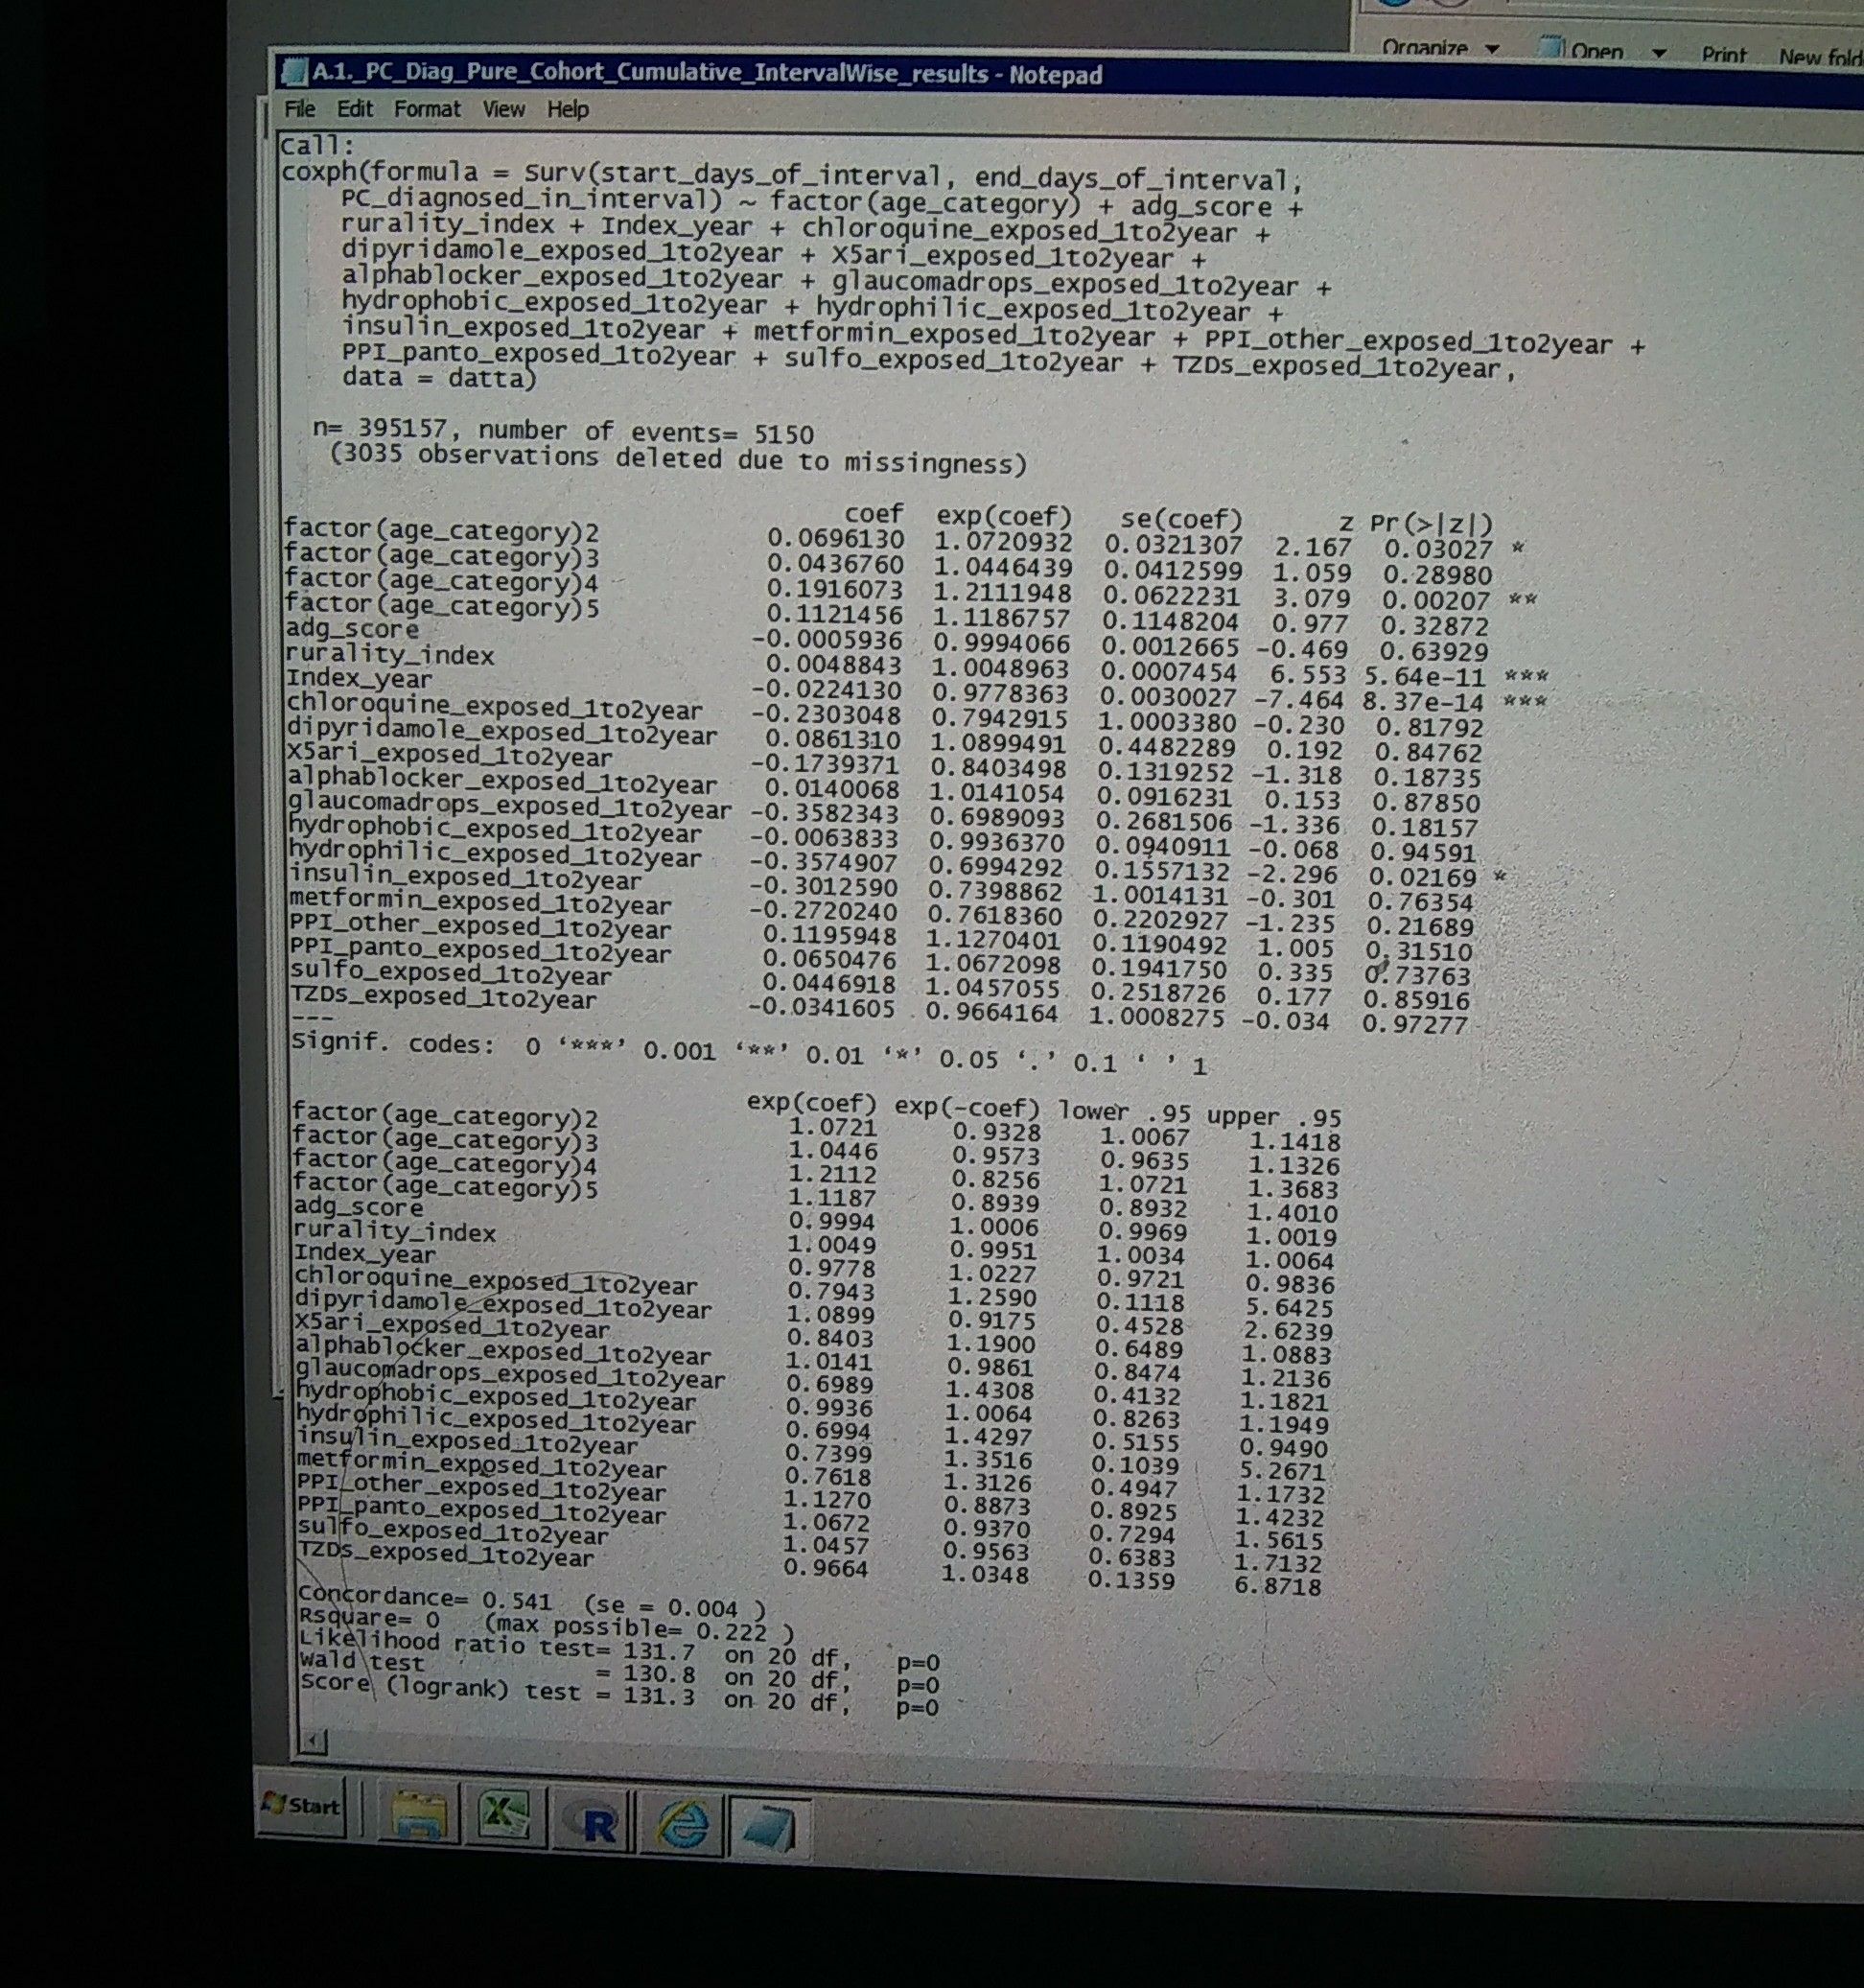 Organize Open Print New fold
A.1._PC_Diag_Pure_Cohort_Cumulative_IntervalWise_results - Notepad
File Edit Format View Help
Call:
coxph(formula = Surv(start_days_of_interval, end_days_of_interval,
PC_diagnosed_in_interval) ~ factor(age_category) + adg_score +
rurality_index + Index_year + chloroquine_exposed_1to2year +
dipyridamole_exposed_1to2year + X5ari_exposed_1to2year +
alphablocker_exposed_1to2year + glaucomadrops_exposed_1to2year +
hydrophobic_exposed_1to2year + hydrophilic_exposed_1to2year +
insulin_exposed_1to2year + metformin_exposed_1to2year + PPI_other_exposed_1to2year +
PPI_panto_exposed_1to2year + sulfo_exposed_1to2year + TZDs_exposed_1to2year,
data = datta)
n= 395157, number of events= 5150
(3035 observations deleted due to missingness)
coef exp(coef) se(coef) z Pr(>|z|)
factor(age_category)2 0.0696130 1.0720932 0.0321307 2.167 0.03027 *
factor(age_category)3 0.0436760 1.0446439 0.0412599 1.059 0.28980
factor(age_category)4 0.1916073 1.2111948 0.0622231 3.079 0.00207 **
factor(age_category)5 0.1121456 1.1186757 0.1148204 0.977 0.32872
adg_score -0.0005936 0.9994066 0.0012665 -0.469 0.63929
rurality_index 0.0048843 1.0048963 0.0007454 6.553 5.64e-11 ***
Index_year -0.0224130 0.9778363 0.0030027 -7.464 8.37e-14 ***
chloroquine_exposed_1to2year -0.2303048 0.7942915 1.0003380 -0.230 0.81792
dipyridamole_exposed_1to2year 0.0861310 1.0899491 0.4482289 0.192 0.84762
X5ari_exposed_1to2year -0.1739371 0.8403498 0.1319252 -1.318 0.18735
alphablocker_exposed_1to2year 0.0140068 1.0141054 0.0916231 0.153 0.87850
glaucomadrops_exposed_1to2year -0.3582343 0.6989093 0.2681506 -1.336 0.18157
hydrophobic_exposed_1to2year -0.0063833 0.9936370 0.0940911 -0.068 0.94591
hydrophilic_exposed_1to2year -0.3574907 0.6994292 0.1557132 -2.296 0.02169 *
insulin_exposed_1to2year -0.3012590 0.7398862 1.0014131 -0.301 0.76354
metformin_exposed_1to2year -0.2720240 0.7618360 0.2202927 -1.235 0.21689
PPI_other_exposed_1to2year 0.1195948 1.1270401 0.1190492 1.005 0.31510
PPI_panto_exposed_1to2year 0.0650476 1.0672098 0.1941750 0.335 0.73763
sulfo_exposed_1to2year 0.0446918 1.0457055 0.2518726 0.177 0.85916
TZDs_exposed_1to2year -0.0341605 0.9664164 1.0008275 -0.034 0.97277
---
Signif. codes: 0 ‘***’ 0.001 ‘**’ 0.01 ‘*’ 0.05 ‘.’ 0.1 ‘ ’ 1
exp(coef) exp(-coef) lower .95 upper .95
factor(age_category)2 1.0721 0.9328 1.0067 1.1418
factor(age_category)3 1.0446 0.9573 0.9635 1.1326
factor(age_category)4 1.2112 0.8256 1.0721 1.3683
factor(age_category)5 1.1187 0.8939 0.8932 1.4010
adg_score 0.9994 1.0006 0.9969 1.0019
rurality_index 1.0049 0.9951 1.0034 1.0064
Index_year 0.9778 1.0227 0.9721 0.9836
chloroquine_exposed_1to2year 0.7943 1.2590 0.1118 5.6425
dipyridamole_exposed_1to2year 1.0899 0.9175 0.4528 2.6239
X5ari_exposed_1to2year 0.8403 1.1900 0.6489 1.0883
alphablocker_exposed_1to2year 1.0141 0.9861 0.8474 1.2136
glaucomadrops_exposed_1to2year 0.6989 1.4308 0.4132 1.1821
hydrophobic_exposed_1to2year 0.9936 1.0064 0.8263 1.1949
hydrophilic_exposed_1to2year 0.6994 1.4297 0.5155 0.9490
insulin_exposed_1to2year 0.7399 1.3516 0.1039 5.2671
metformin_exposed_1to2year 0.7618 1.3126 0.4947 1.1732
PPI_other_exposed_1to2year 1.1270 0.8873 0.8925 1.4232
PPI_panto_exposed_1to2year 1.0672 0.9370 0.7294 1.5615
sulfo_exposed_1to2year 1.0457 0.9563 0.6383 1.7132
TZDs_exposed_1to2year 0.9664 1.0348 0.1359 6.8718
Concordance= 0.541 (se = 0.004 )
Rsquare= 0 (max possible= 0.222 )
Likelihood ratio test= 131.7 on 20 df, p=0
Wald test = 130.8 on 20 df, p=0
Score (logrank) test = 131.3 on 20 df, p=0
Start